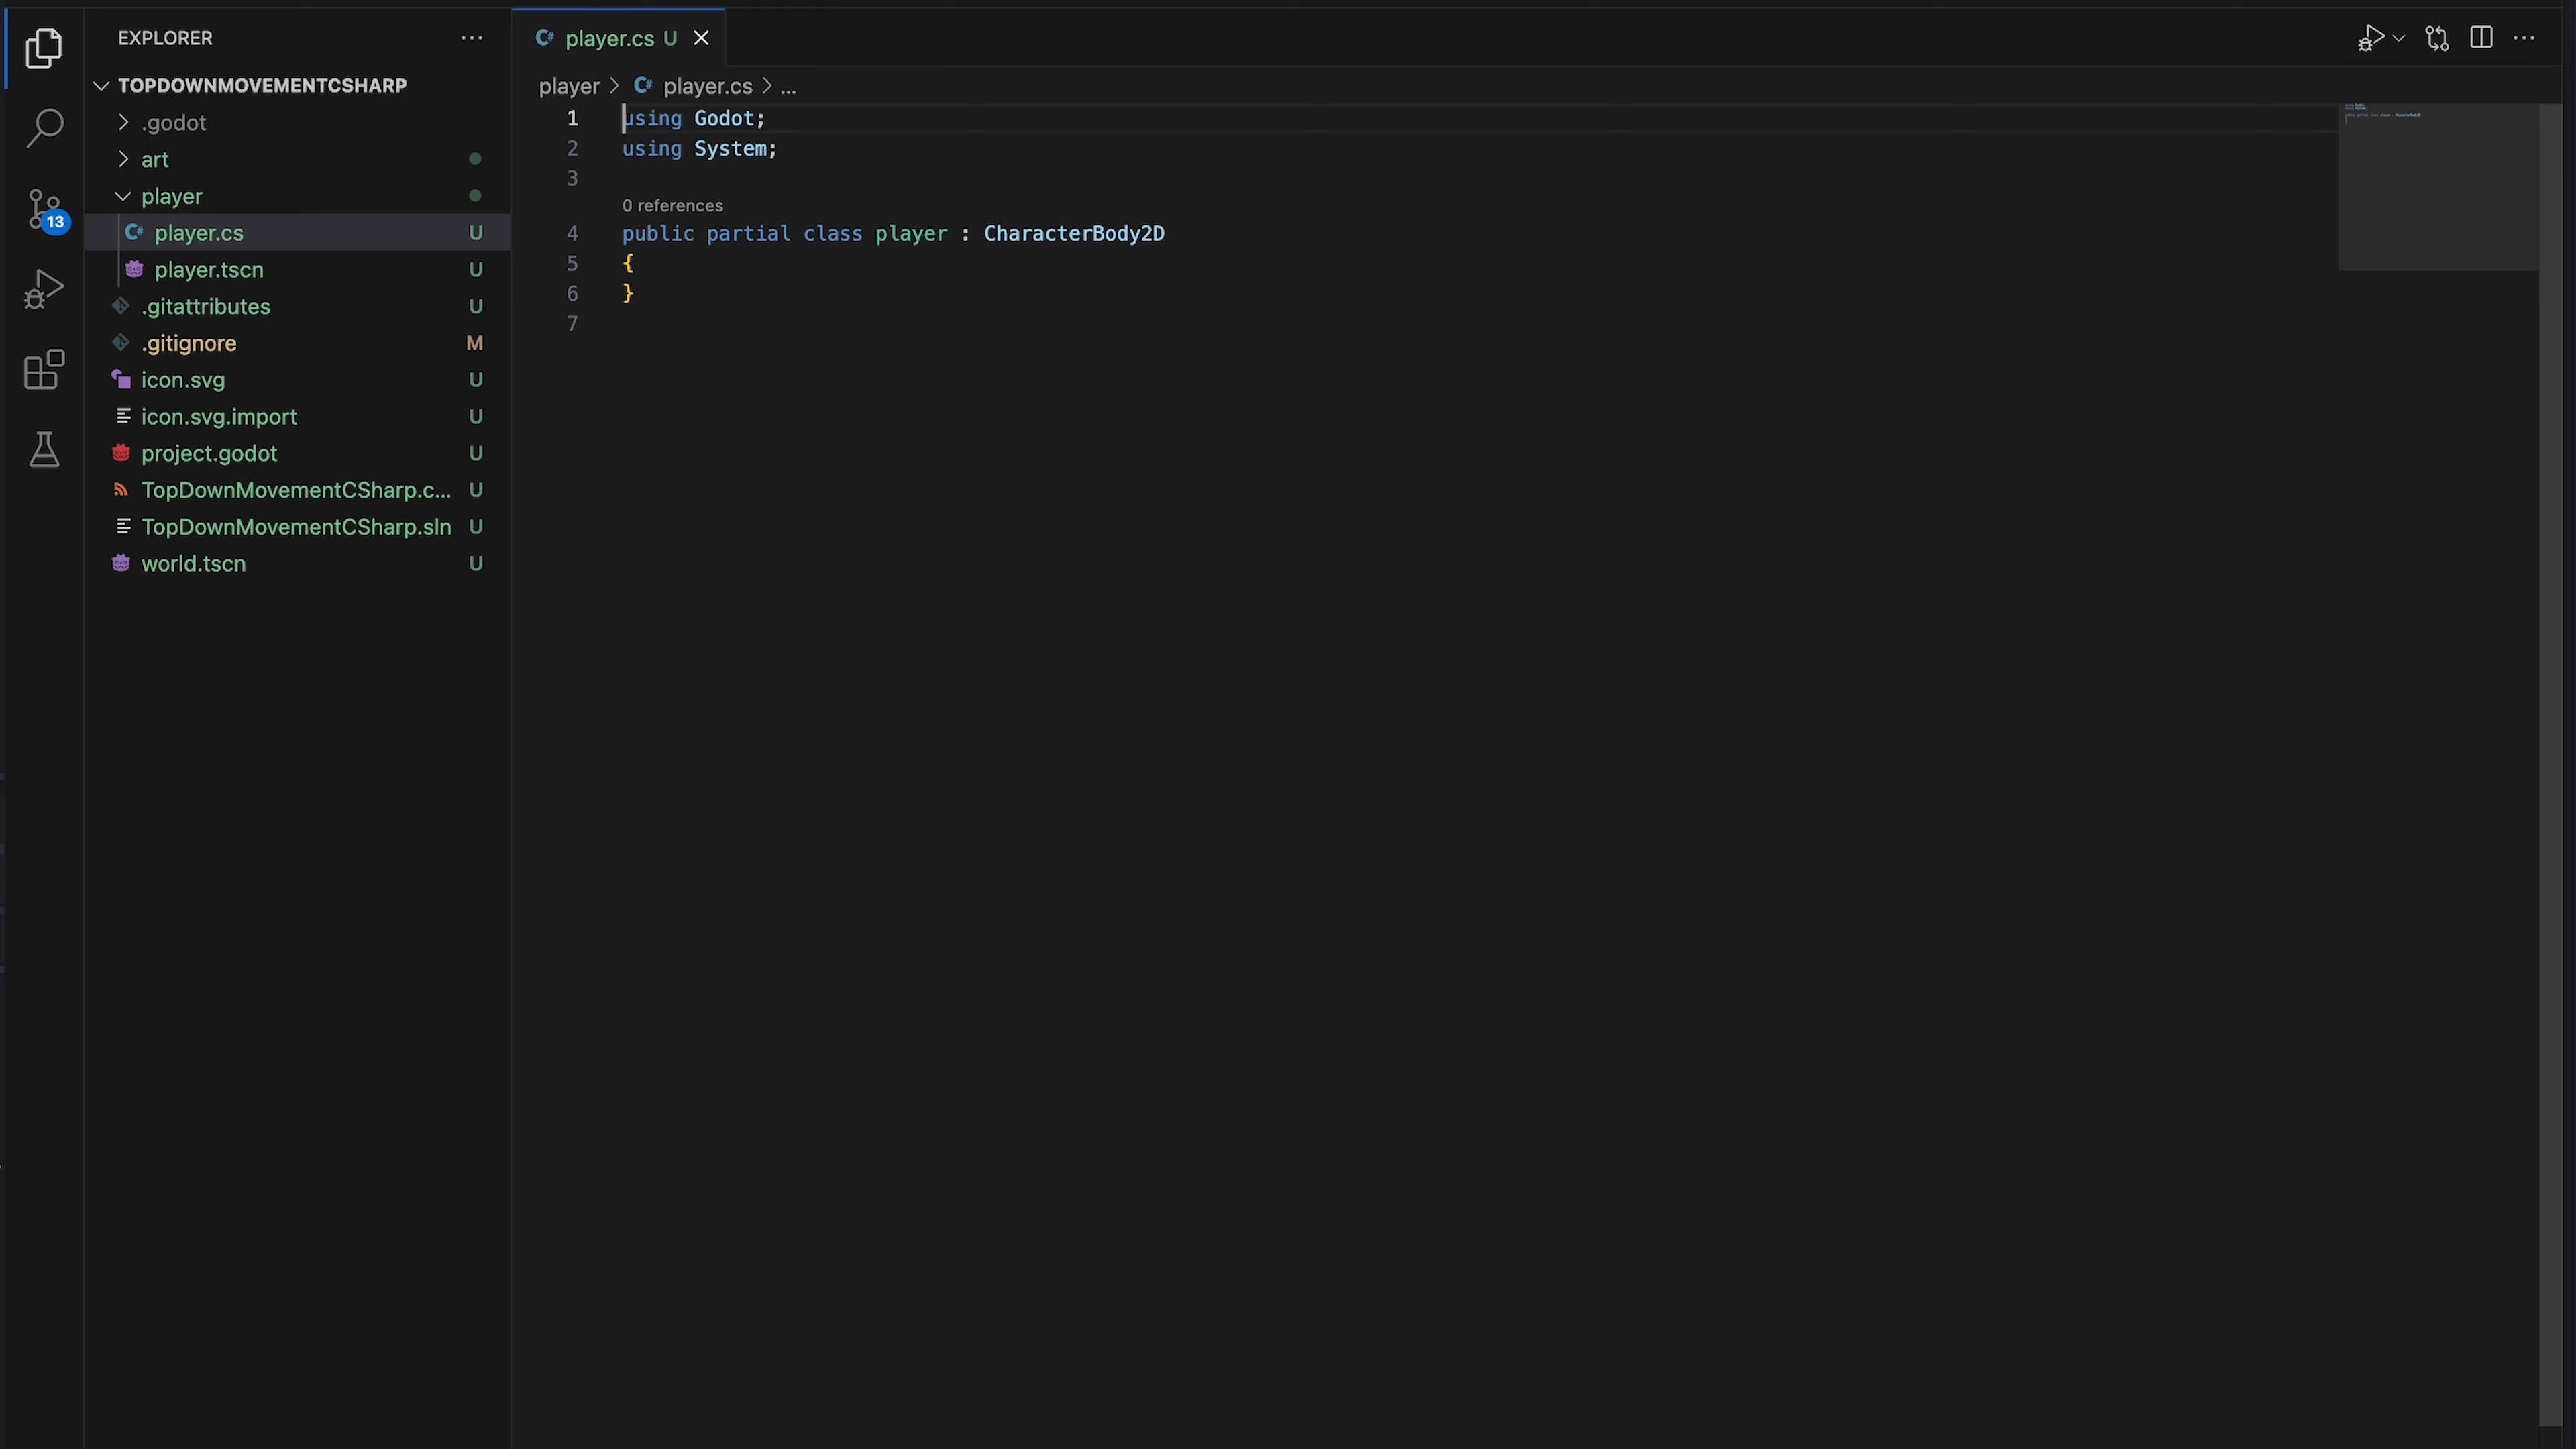 EXPLORER
TOPDOWNMOVEMENTCSHARP
.godot
art
player
player.cs U
player.tscn U
.gitattributes U
.gitignore M
icon.svg U
icon.svg.import U
project.godot U
TopDownMovementCSharp.c... U
TopDownMovementCSharp.sln U
world.tscn U
13
C# player.cs U
player > C# player.cs > ...
1 using Godot;
2 using System;
3
0 references
4 public partial class player : CharacterBody2D
5 {
6 }
7